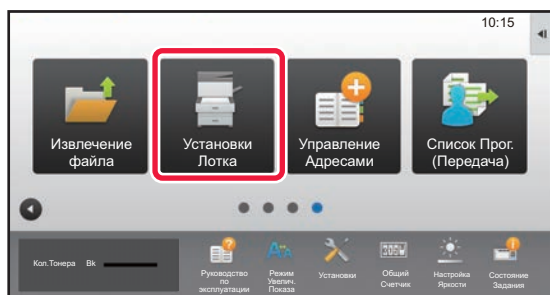 10:15
Извлечение
файла
Установки
Лотка
Управление
Адресами
Список Прог.
(Передача)
Кол.Тонера Bk
Руководство
по
эксплуатации
Режим
Увелич.
Показа
Установки
Общий
Счетчик
Настройка
Яркости
Состояние
Задания